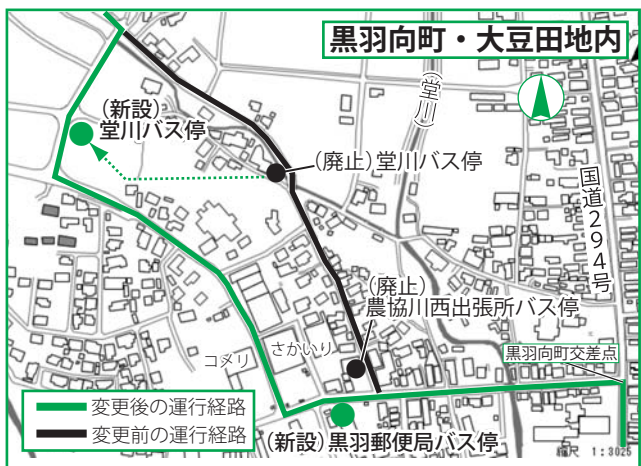 黒羽向町・大豆田地内
(堂川)
(新設)
堂川バス停
(廃止)堂川バス停
国道294号
(廃止)
農協川西出張所バス停
黒羽向町交差点
コメリ
さかいり
変更後の運行経路
変更前の運行経路
(新設)黒羽郵便局バス停
縮尺 1:3025